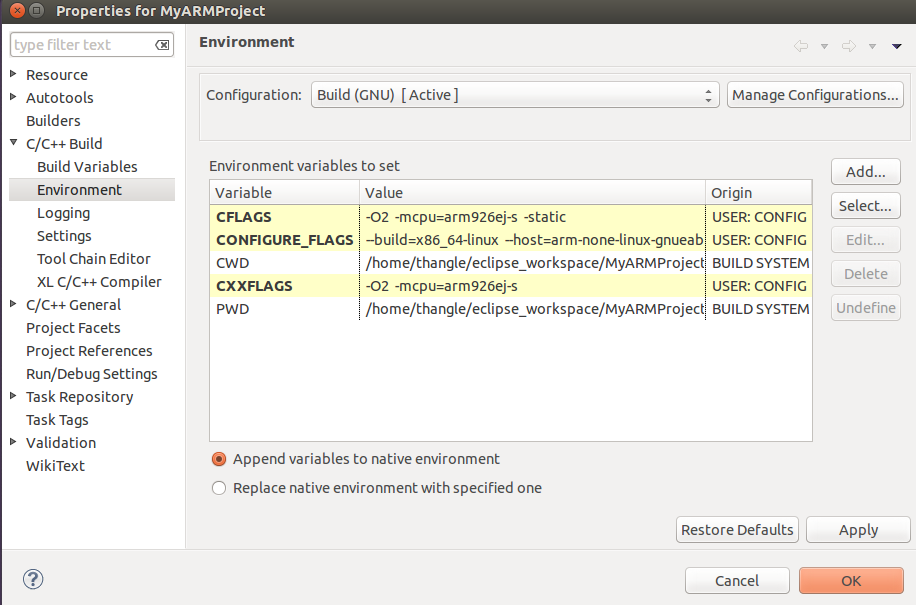 Properties for MyARMProject
type filter text
Resource
Autotools
Builders
C/C++ Build
Build Variables
Environment
Logging
Settings
Tool Chain Editor
XL C/C++ Compiler
C/C++ General
Project Facets
Project References
Run/Debug Settings
Task Repository
Task Tags
Validation
WikiText
Environment
Configuration: Build (GNU) [ Active ] Manage Configurations...
Environment variables to set
Variable Value Origin
CFLAGS -O2 -mcpu=arm926ej-s -static USER: CONFIG
CONFIGURE_FLAGS --build=x86_64-linux --host=arm-none-linux-gnueab USER: CONFIG
CWD /home/thangle/eclipse_workspace/MyARMProject BUILD SYSTEM
CXXFLAGS -O2 -mcpu=arm926ej-s USER: CONFIG
PWD /home/thangle/eclipse_workspace/MyARMProject BUILD SYSTEM
Add...
Select...
Edit...
Delete
Undefine
Append variables to native environment
Replace native environment with specified one
Restore Defaults Apply
? Cancel OK